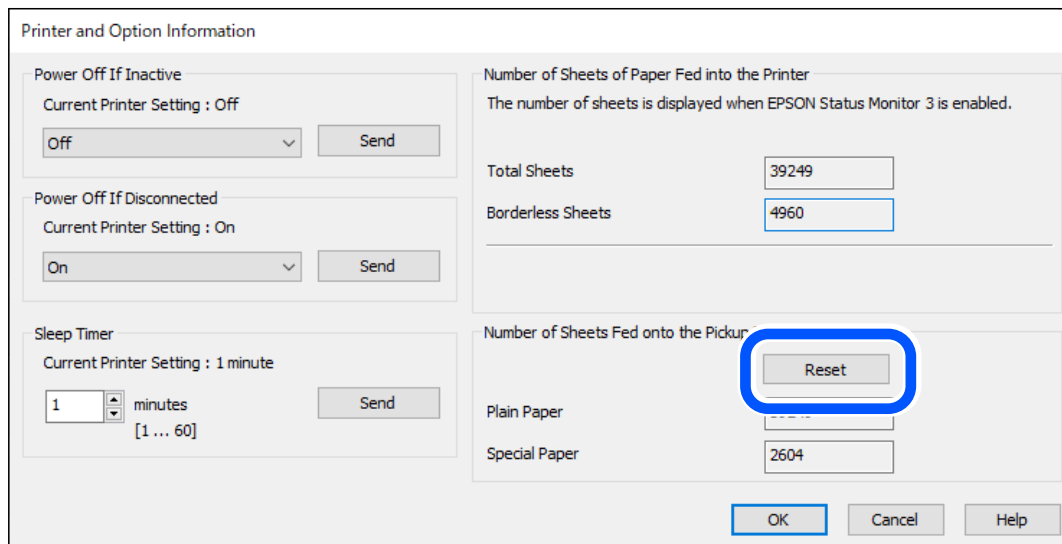 Printer and Option Information
Power Off If Inactive
Current Printer Setting : Off
Off
Send
Power Off If Disconnected
Current Printer Setting : On
On
Send
Sleep Timer
Current Printer Setting : 1 minute
1
minutes
Send
[1 ... 60]
Number of Sheets of Paper Fed into the Printer
The number of sheets is displayed when EPSON Status Monitor 3 is enabled.
Total Sheets
39249
Borderless Sheets
4960
Number of Sheets Fed onto the Pickup
Reset
Plain Paper
Special Paper
2604
OK
Cancel
Help